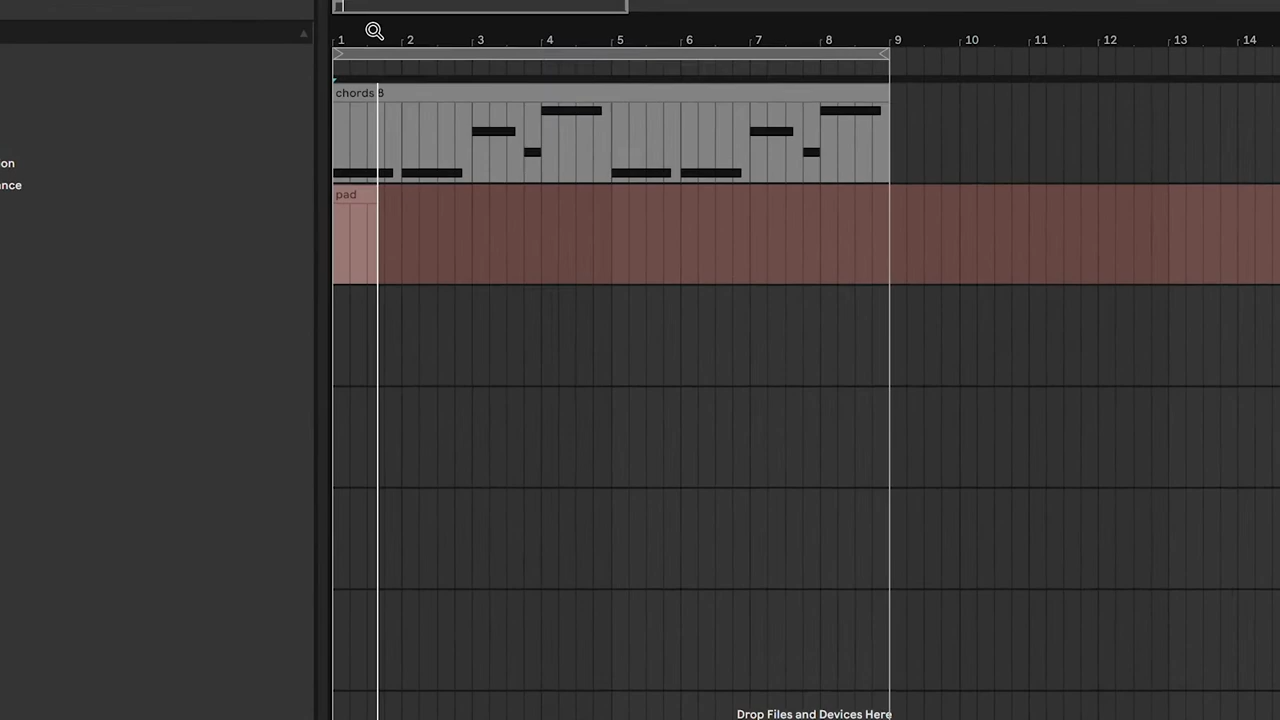 1 2 3 4 5 6 7 8 9 10 11 12 13 14
chords 8
ion
pad
ance
Drop Files and Devices Here